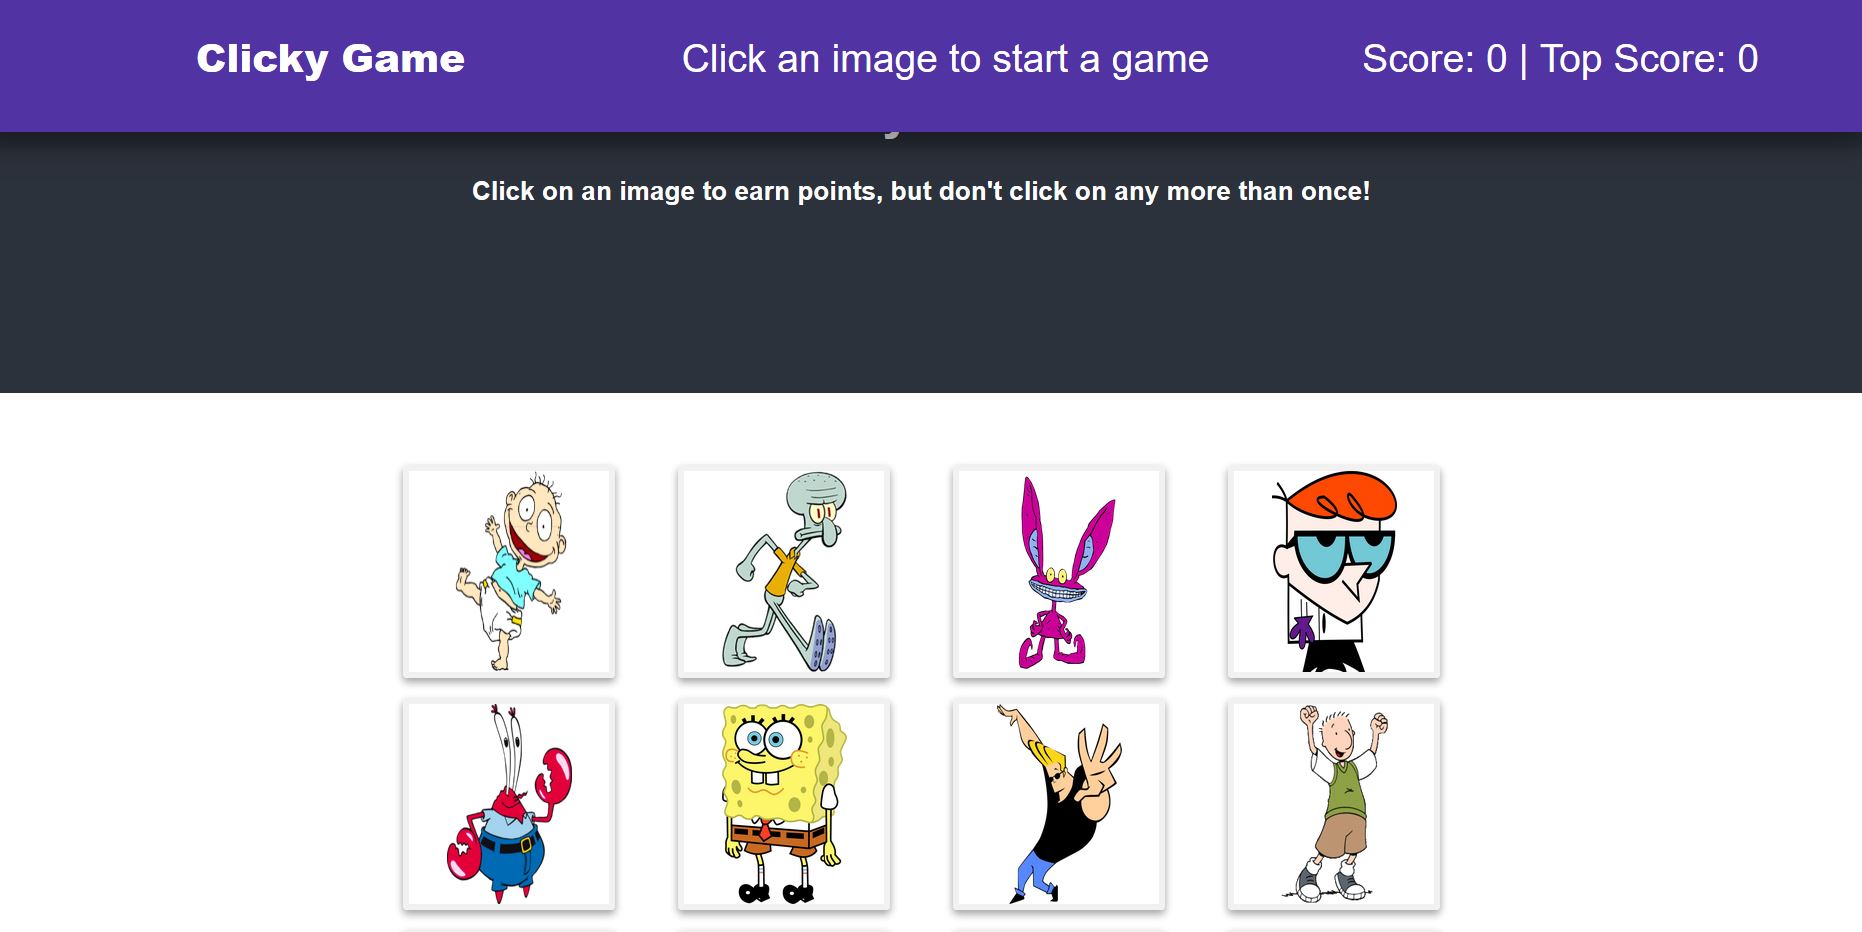 Clicky Game
Click an image to start a game
Score: 0 | Top Score: 0
Click on an image to earn points, but don't click on any more than once!